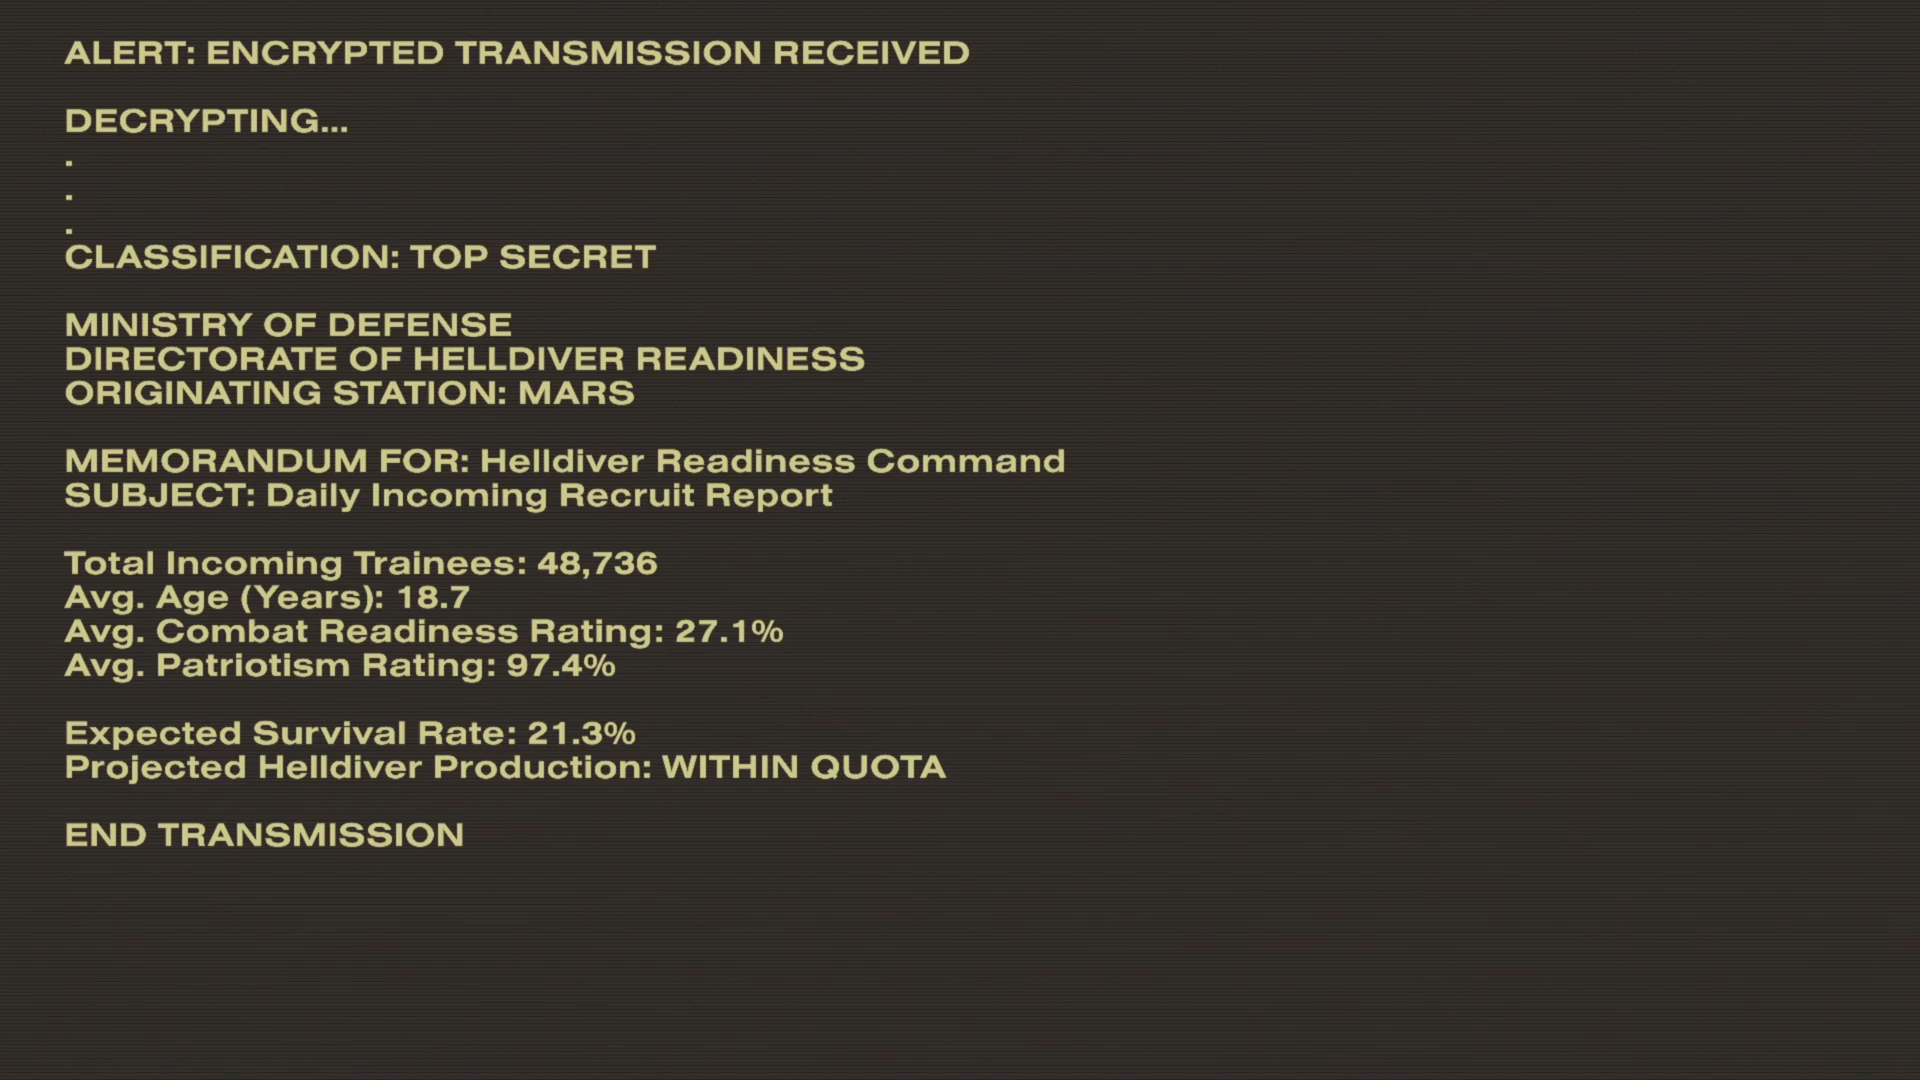 ALERT: ENCRYPTED TRANSMISSION RECEIVED
DECRYPTING...
.
.
.
CLASSIFICATION: TOP SECRET
MINISTRY OF DEFENSE
DIRECTORATE OF HELLDIVER READINESS
ORIGINATING STATION: MARS
MEMORANDUM FOR: Helldiver Readiness Command
SUBJECT: Daily Incoming Recruit Report
Total Incoming Trainees: 48,736
Avg. Age (Years): 18.7
Avg. Combat Readiness Rating: 27.1%
Avg. Patriotism Rating: 97.4%
Expected Survival Rate: 21.3%
Projected Helldiver Production: WITHIN QUOTA
END TRANSMISSION